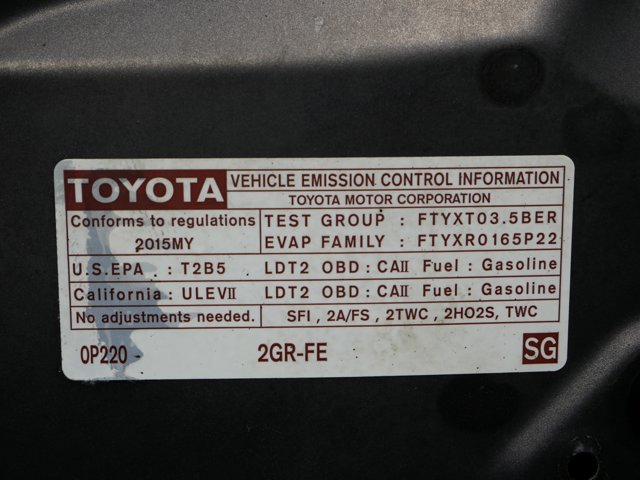 TOYOTA VEHICLE EMISSION CONTROL INFORMATION
TOYOTA MOTOR CORPORATION
Conforms to regulations TEST GROUP : FTYXT03.5BER
2015MY EVAP FAMILY : FTYXR0165P22
U.S.EPA : T2B5 LDT2 OBD : CAII Fuel : Gasoline
California : ULEVII LDT2 OBD : CAII Fuel : Gasoline
No adjustments needed. SFI , 2A/FS , 2TWC , 2HO2S, TWC
0P220 2GR-FE SG